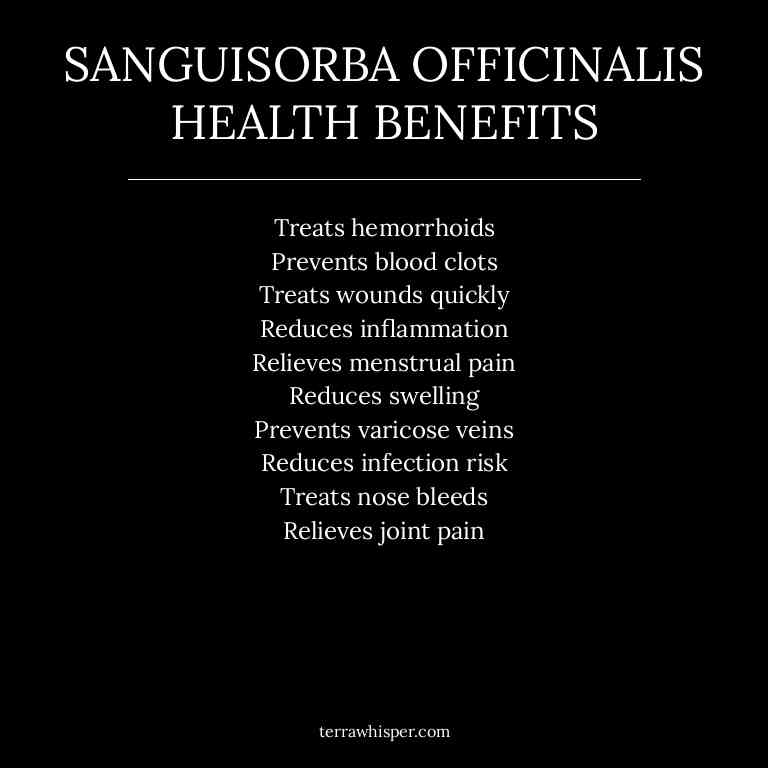 SANGUISORBA OFFICINALIS
HEALTH BENEFITS
Treats hemorrhoids
Prevents blood clots
Treats wounds quickly
Reduces inflammation
Relieves menstrual pain
Reduces swelling
Prevents varicose veins
Reduces infection risk
Treats nose bleeds
Relieves joint pain
terrawhisper.com